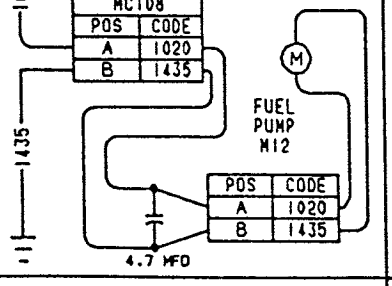 MC108
POS CODE
A 1020
B 1435
1435
M
FUEL
PUMP
M12
POS CODE
A 1020
B 1435
4.7 MFD